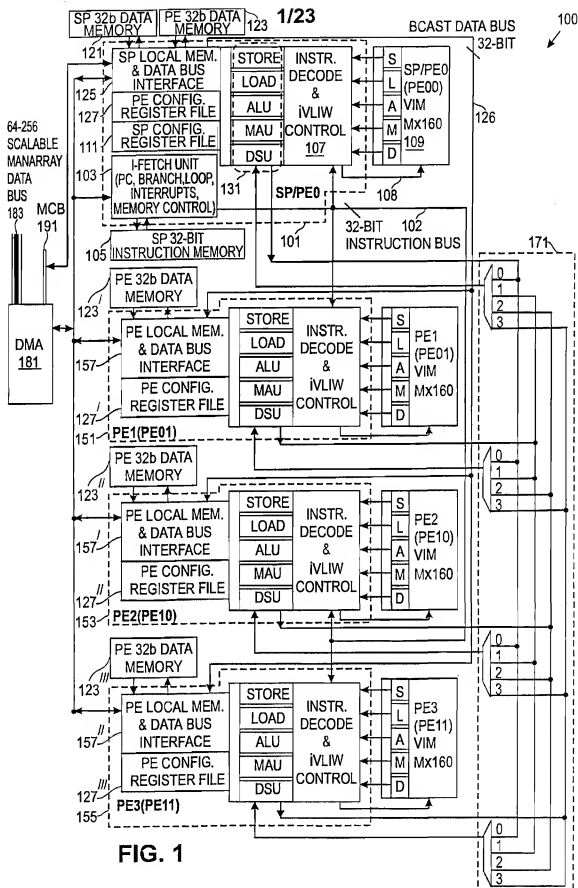 1/23
100
SP 32b DATA
MEMORY
121
PE 32b DATA
MEMORY
123
BCAST DATA BUS
32-BIT
126
SP LOCAL MEM.
& DATA BUS
INTERFACE
125
PE CONFIG.
REGISTER FILE
127
SP CONFIG.
REGISTER FILE
111
I-FETCH UNIT
(PC, BRANCH,LOOP,
INTERRUPTS,
MEMORY CONTROL)
103
STORE
LOAD
ALU
MAU
DSU
131
INSTR.
DECODE
&
iVLIW
CONTROL
107
S
L
A
M
D
SP/PE0
(PE00)
VIM
Mx160
109
108
SP/PE0
101
32-BIT
INSTRUCTION BUS
102
SP 32-BIT
INSTRUCTION MEMORY
105
64-256
SCALABLE
MANARRAY
DATA
BUS
183
MCB
191
DMA
181
171
0
1
2
3
PE 32b DATA
MEMORY
123'
PE LOCAL MEM.
& DATA BUS
INTERFACE
157
PE CONFIG.
REGISTER FILE
127'
151
PE1(PE01)
STORE
LOAD
ALU
MAU
DSU
INSTR.
DECODE
&
iVLIW
CONTROL
S
L
A
M
D
PE1
(PE01)
VIM
Mx160
0
1
2
3
PE 32b DATA
MEMORY
123''
PE LOCAL MEM.
& DATA BUS
INTERFACE
157'
PE CONFIG.
REGISTER FILE
127''
153
PE2(PE10)
STORE
LOAD
ALU
MAU
DSU
INSTR.
DECODE
&
iVLIW
CONTROL
S
L
A
M
D
PE2
(PE10)
VIM
Mx160
0
1
2
3
PE 32b DATA
MEMORY
123'''
PE LOCAL MEM.
& DATA BUS
INTERFACE
157''
PE CONFIG.
REGISTER FILE
127'''
155
PE3(PE11)
STORE
LOAD
ALU
MAU
DSU
INSTR.
DECODE
&
iVLIW
CONTROL
S
L
A
M
D
PE3
(PE11)
VIM
Mx160
0
1
2
3
FIG. 1